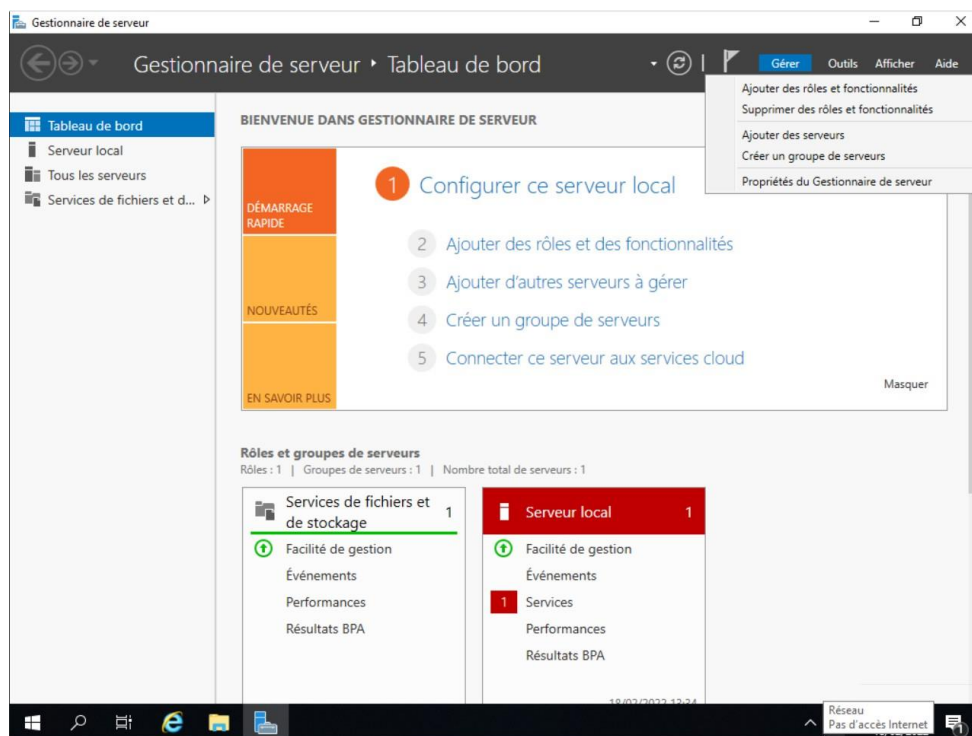 Gestionnaire de serveur
Gestionnaire de serveur ‣ Tableau de bord
Gérer Outils Afficher Aide
Ajouter des rôles et fonctionnalités
Supprimer des rôles et fonctionnalités
Ajouter des serveurs
Créer un groupe de serveurs
Propriétés du Gestionnaire de serveur
Tableau de bord
Serveur local
Tous les serveurs
Services de fichiers et d...
BIENVENUE DANS GESTIONNAIRE DE SERVEUR
DÉMARRAGE
RAPIDE
NOUVEAUTÉS
EN SAVOIR PLUS
1 Configurer ce serveur local
2 Ajouter des rôles et des fonctionnalités
3 Ajouter d'autres serveurs à gérer
4 Créer un groupe de serveurs
5 Connecter ce serveur aux services cloud
Masquer
Rôles et groupes de serveurs
Rôles : 1 | Groupes de serveurs : 1 | Nombre total de serveurs : 1
Services de fichiers et
de stockage
1
Facilité de gestion
Événements
Performances
Résultats BPA
Serveur local 1
Facilité de gestion
Événements
1 Services
Performances
Résultats BPA
18/02/2022 13:34
Réseau
Pas d'accès Internet
1